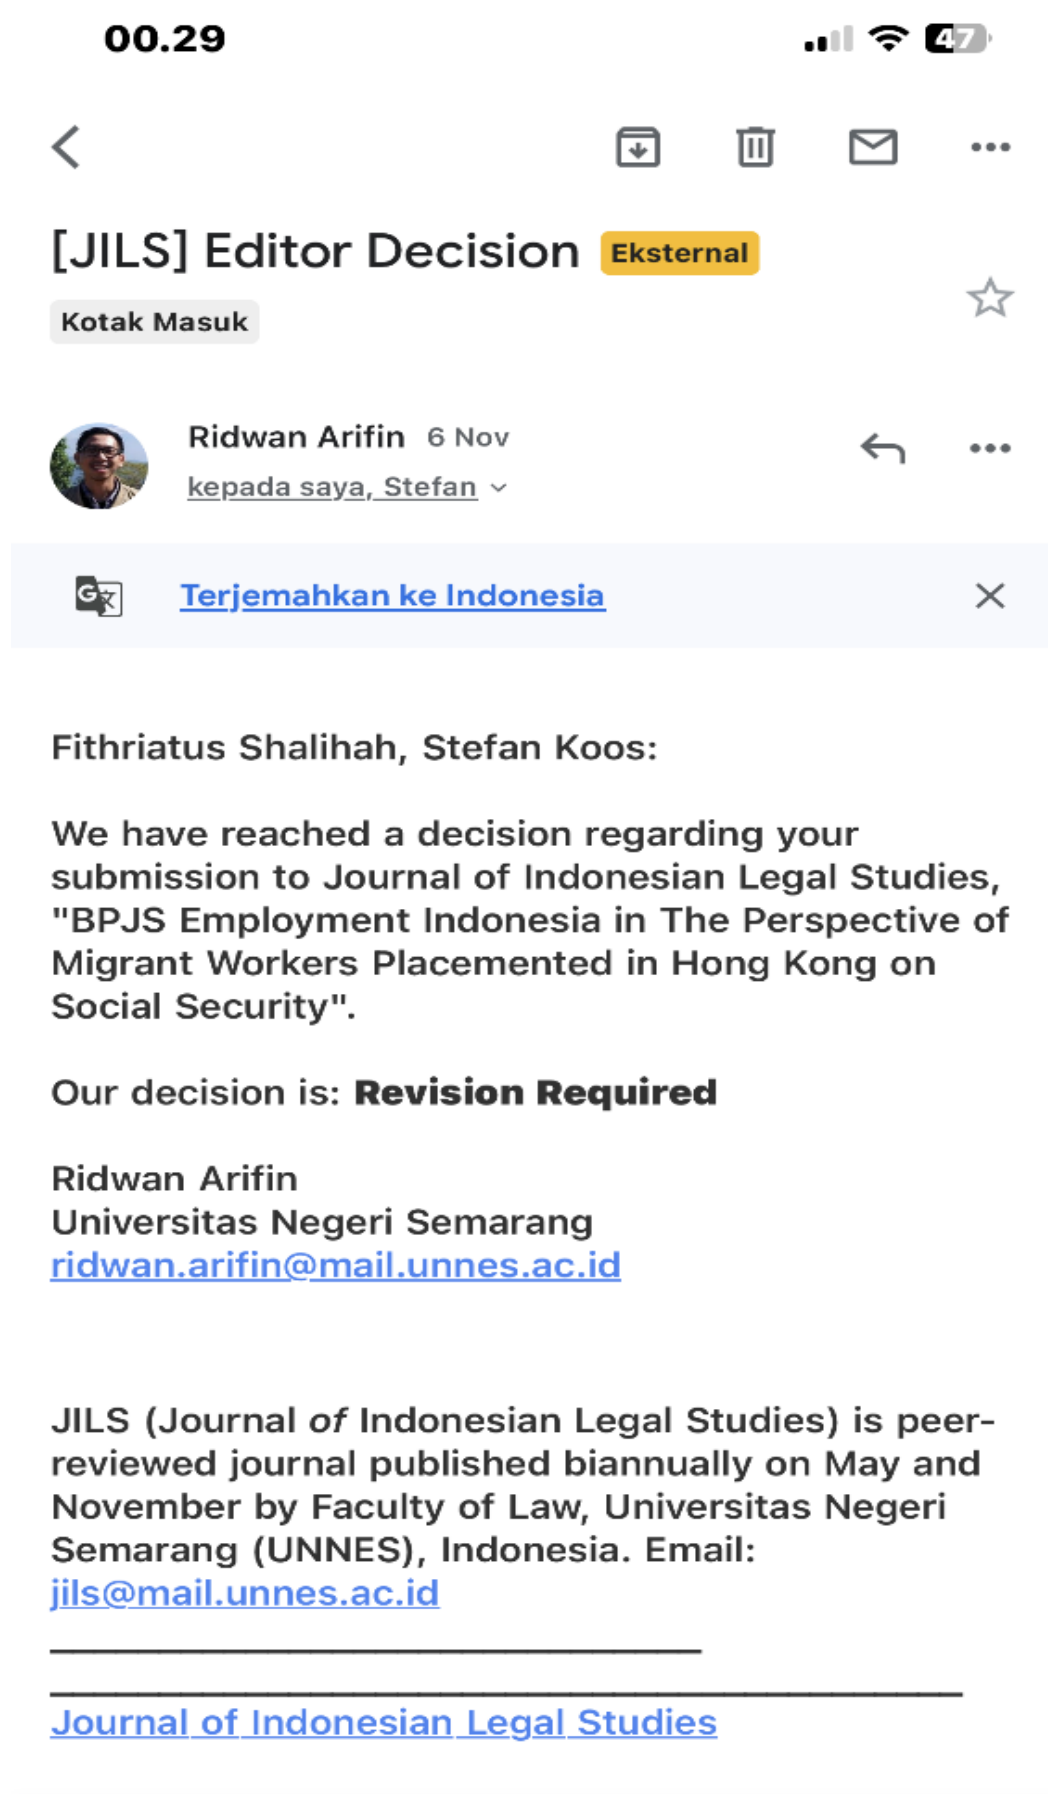 00.29
47
[JILS] Editor Decision Eksternal
Kotak Masuk
Ridwan Arifin 6 Nov
kepada saya, Stefan
Terjemahkan ke Indonesia
Fithriatus Shalihah, Stefan Koos:
We have reached a decision regarding your
submission to Journal of Indonesian Legal Studies,
"BPJS Employment Indonesia in The Perspective of
Migrant Workers Placemented in Hong Kong on
Social Security".
Our decision is: Revision Required
Ridwan Arifin
Universitas Negeri Semarang
ridwan.arifin@mail.unnes.ac.id
JILS (Journal of Indonesian Legal Studies) is peer-
reviewed journal published biannually on May and
November by Faculty of Law, Universitas Negeri
Semarang (UNNES), Indonesia. Email:
jils@mail.unnes.ac.id
Journal of Indonesian Legal Studies